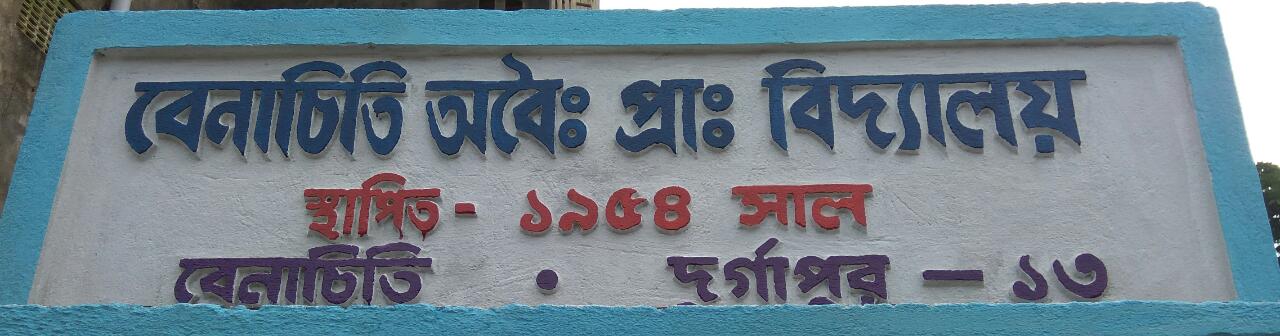 বেনাচিতি অবৈঃ প্রাঃ বিদ্যালয়
স্থাপিত - ১৯৫৪ সাল
বেনাচিতি • দুর্গাপুর — ১৩